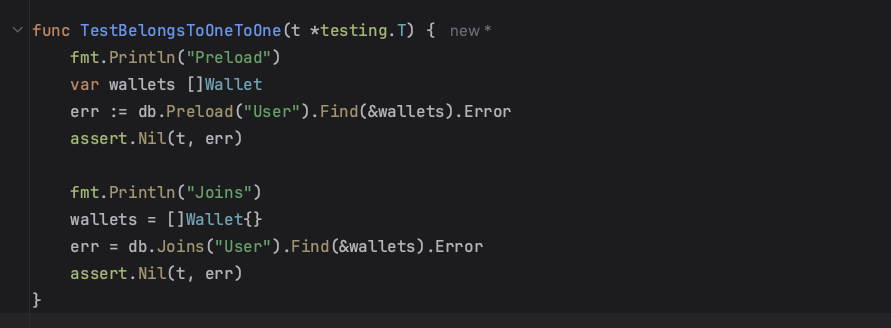 func TestBelongsToOneToOne(t *testing.T) { new *
fmt.Println("Preload")
var wallets []Wallet
err := db.Preload("User").Find(&wallets).Error
assert.Nil(t, err)
fmt.Println("Joins")
wallets = []Wallet{}
err = db.Joins("User").Find(&wallets).Error
assert.Nil(t, err)
}